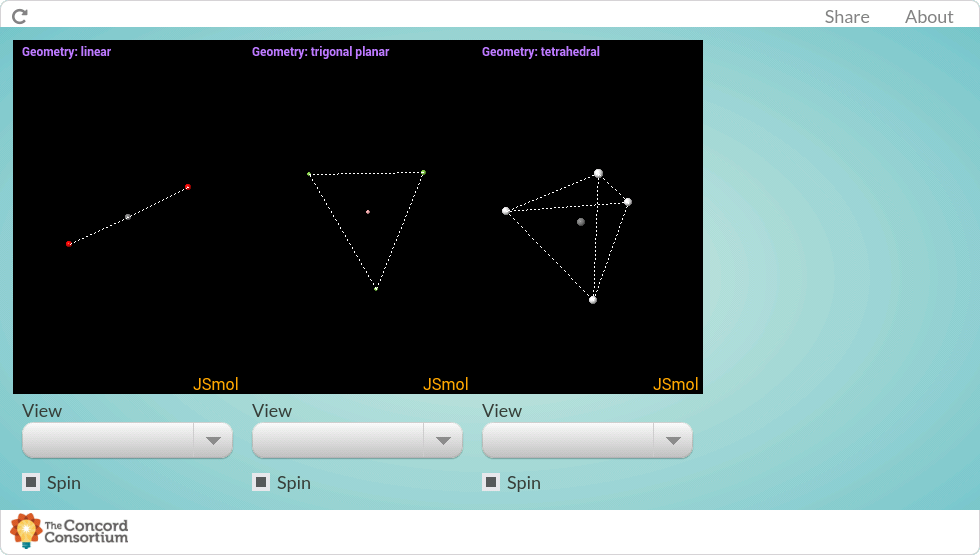 Share About
Geometry: linear
Geometry: trigonal planar
Geometry: tetrahedral
JSmol
JSmol
JSmol
View
View
View
Spin
Spin
Spin
The Concord
Consortium